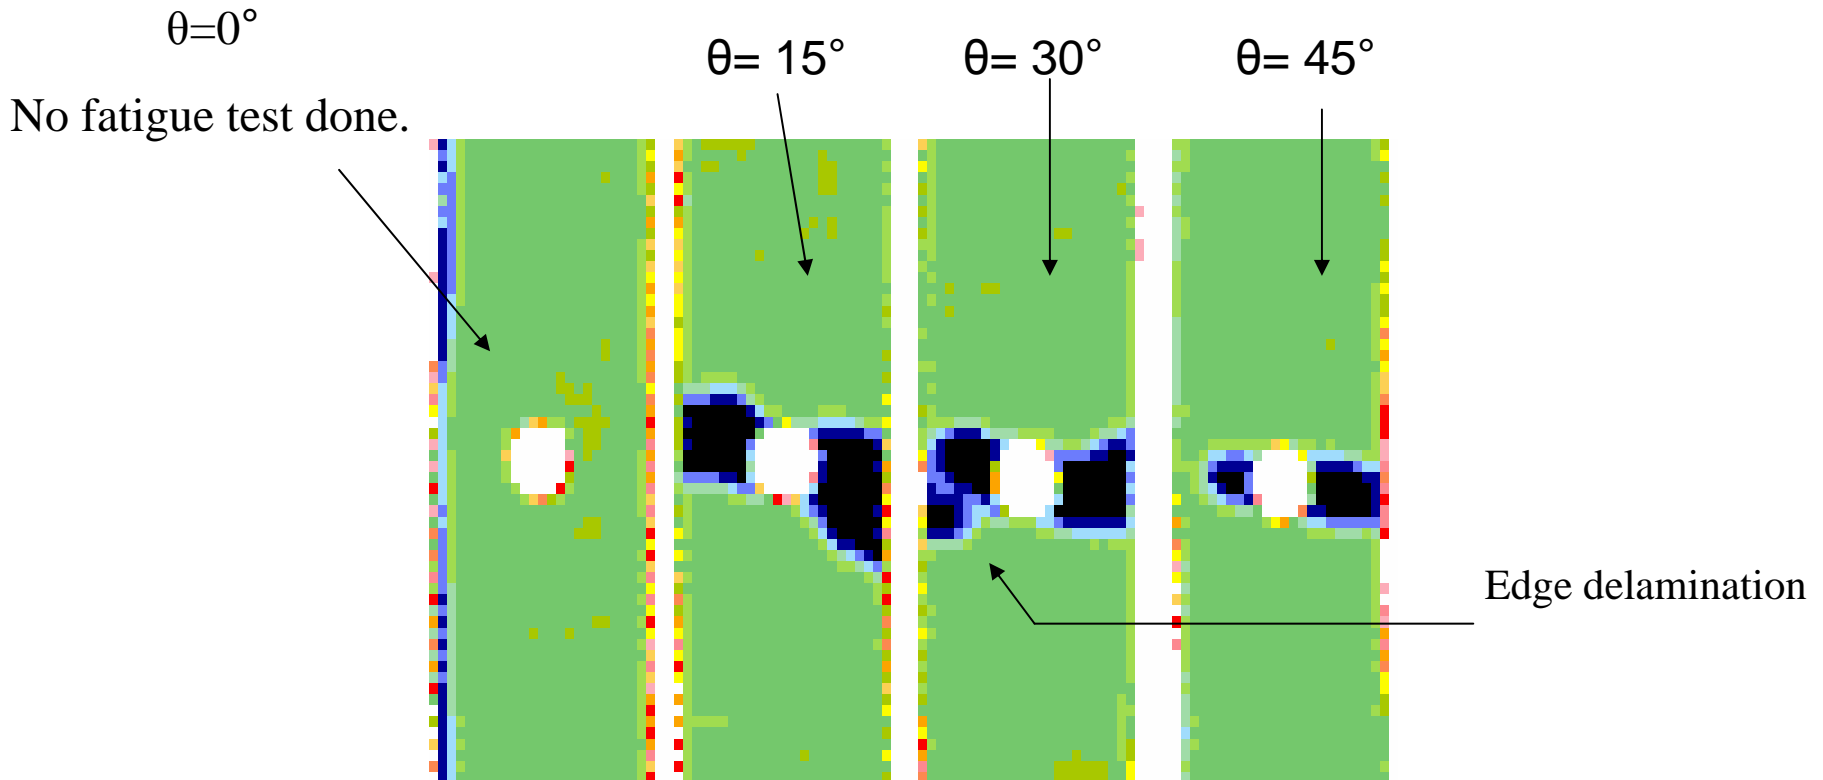 θ=0°
θ= 15°
θ= 30°
θ= 45°
No fatigue test done.
Edge delamination